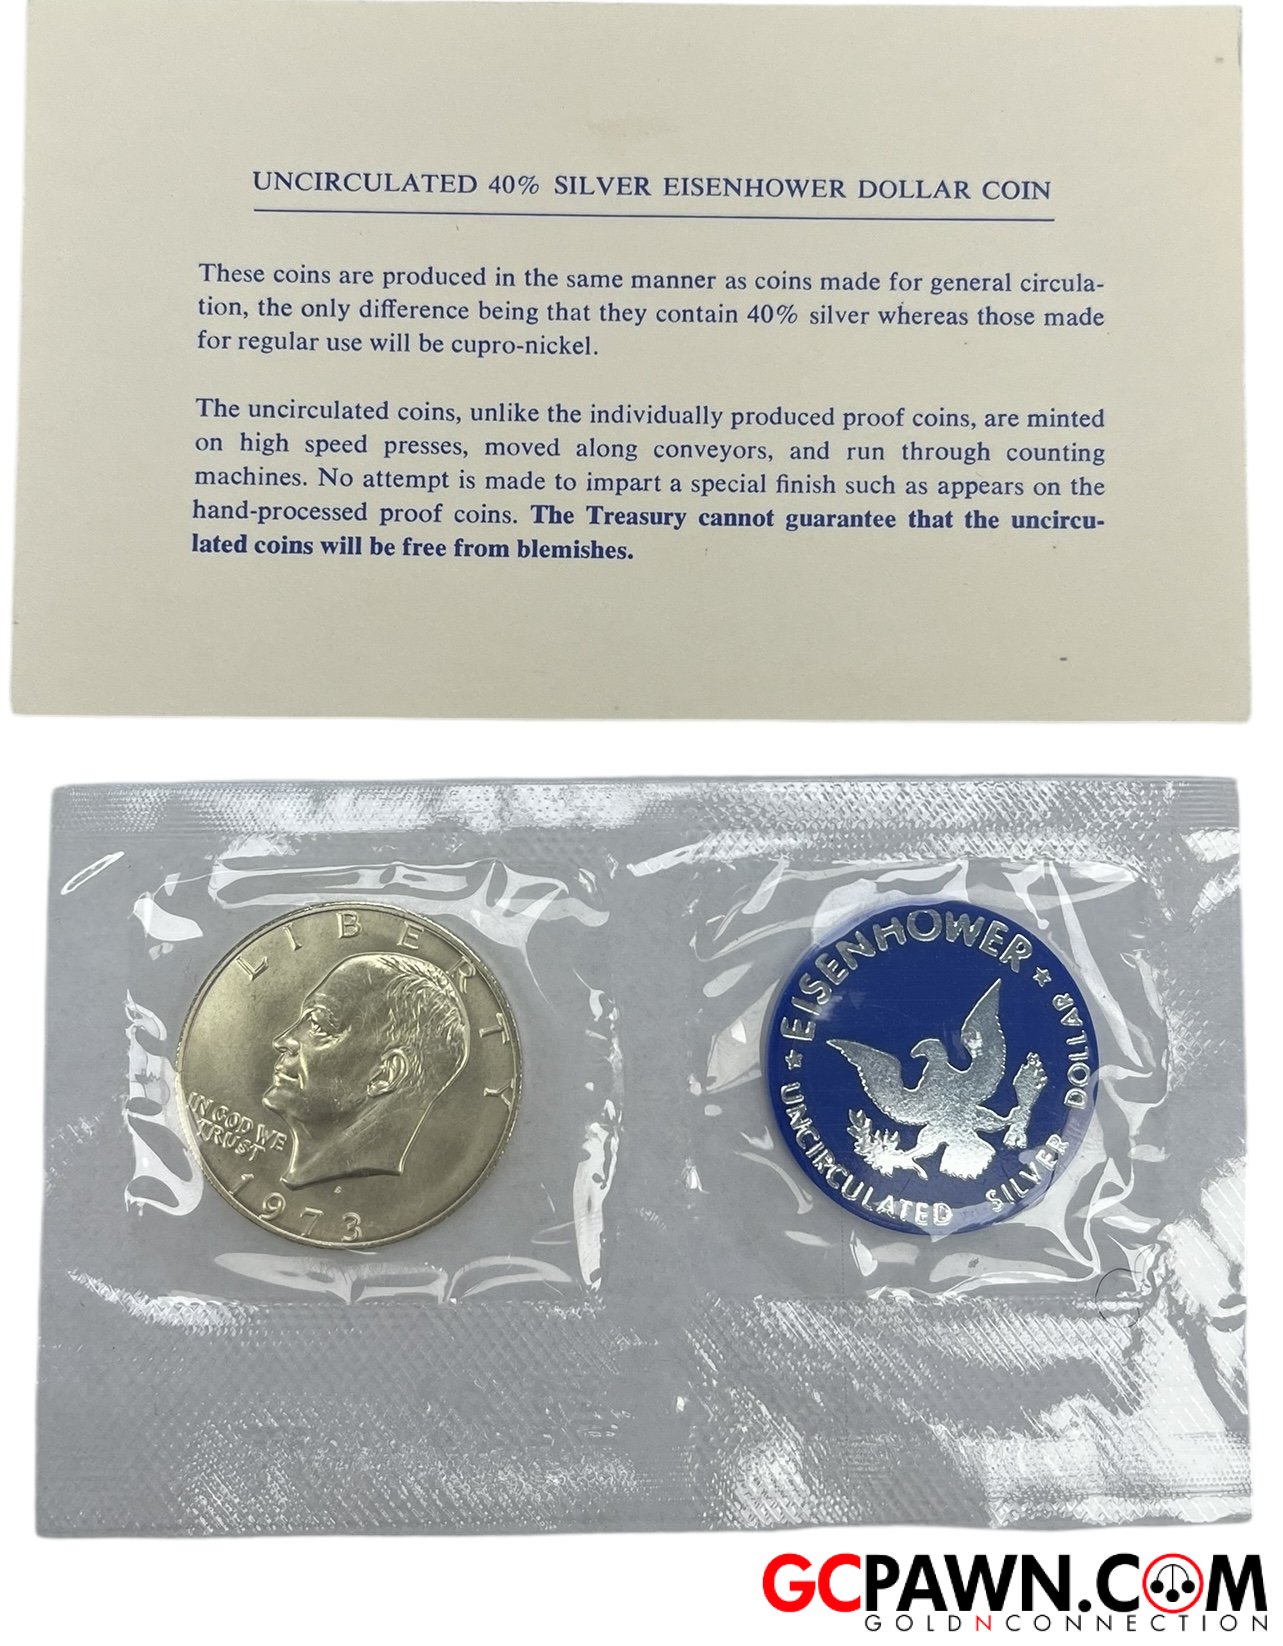 UNCIRCULATED 40% SILVER EISENHOWER DOLLAR COIN
These coins are produced in the same manner as coins made for general circula-
tion, the only difference being that they contain 40% silver whereas those made
for regular use will be cupro-nickel.
The uncirculated coins, unlike the individually produced proof coins, are minted
on high speed presses, moved along conveyors, and run through counting
machines. No attempt is made to impart a special finish such as appears on the
hand-processed proof coins. The Treasury cannot guarantee that the uncircu-
lated coins will be free from blemishes.
LIBERTY
IN GOD WE
TRUST
1973
S
EISENHOWER
DOLLAR
UNCIRCULATED SILVER
GCPAWN.COM
GOLDNCONNECTION